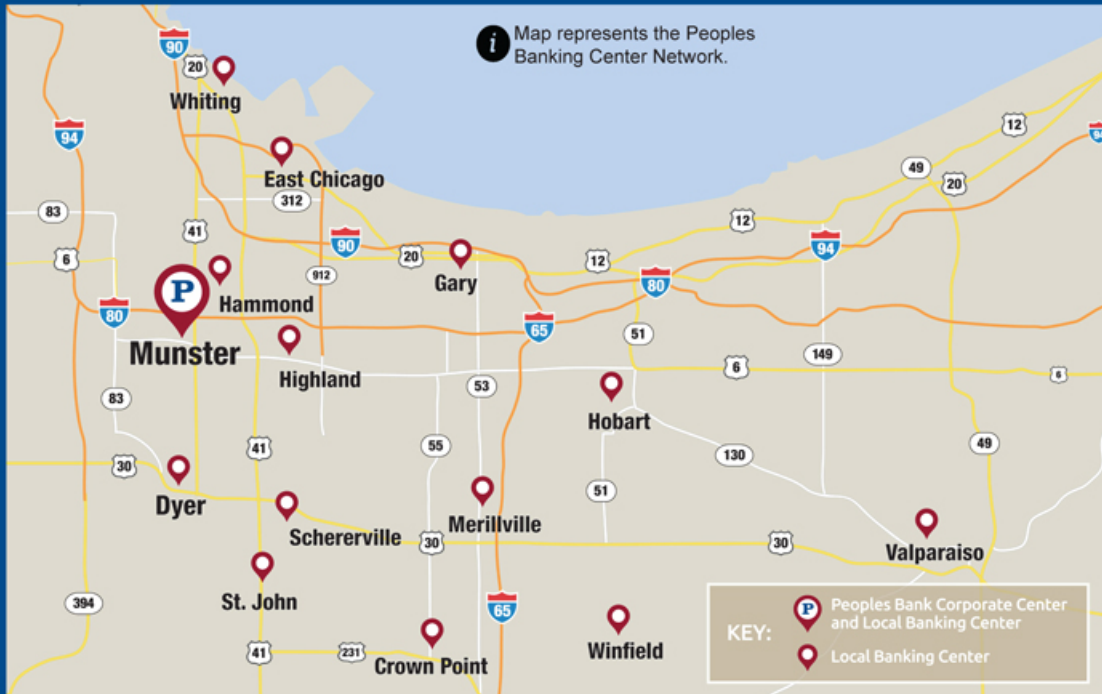 i Map represents the Peoples
Banking Center Network.
90
20
Whiting
94
12
94
East Chicago
49
20
312
83
12
41
90
94
6
20
Gary
12
912
80
Hammond
P
80
65
Munster
51
Highland
149
6
6
53
83
Hobart
41
55
49
130
30
Dyer
51
Merillville
Schererville
30
30
Valparaiso
St. John
394
65
KEY:
P
Peoples Bank Corporate Center
and Local Banking Center
Local Banking Center
Winfield
41
231
Crown Point